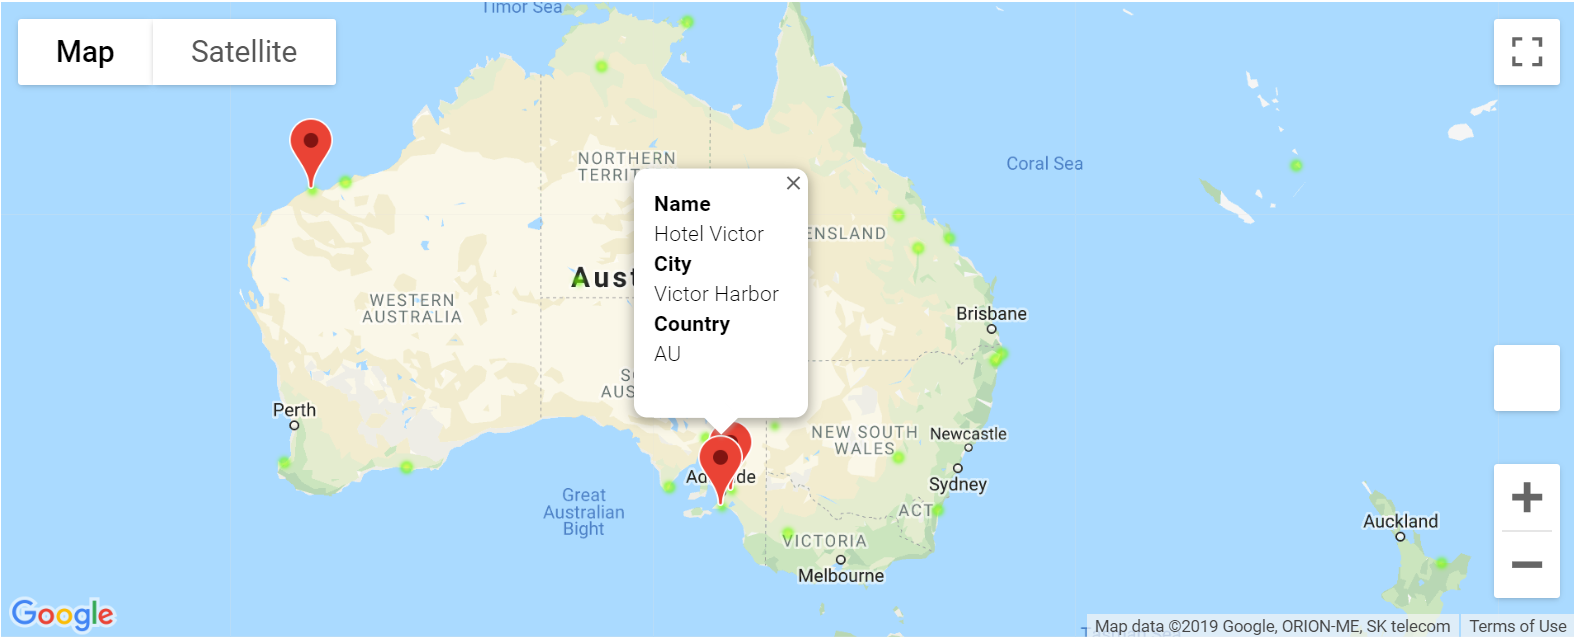 Timor Sea
Map
Satellite
NORTHERN
TERRIT
Coral Sea
Name
Hotel Victor
City
Victor Harbor
Country
AU
ENSLAND
Aust
WESTERN
AUSTRALIA
Brisbane
S
AUS
Perth
NEW SOUTH
WALES
Newcastle
Sydney
Ad
de
Great
Australian
Bight
ACT
VICTORIA
Melbourne
Auckland
Google
Map data ©2019 Google, ORION-ME, SK telecom
Terms of Use